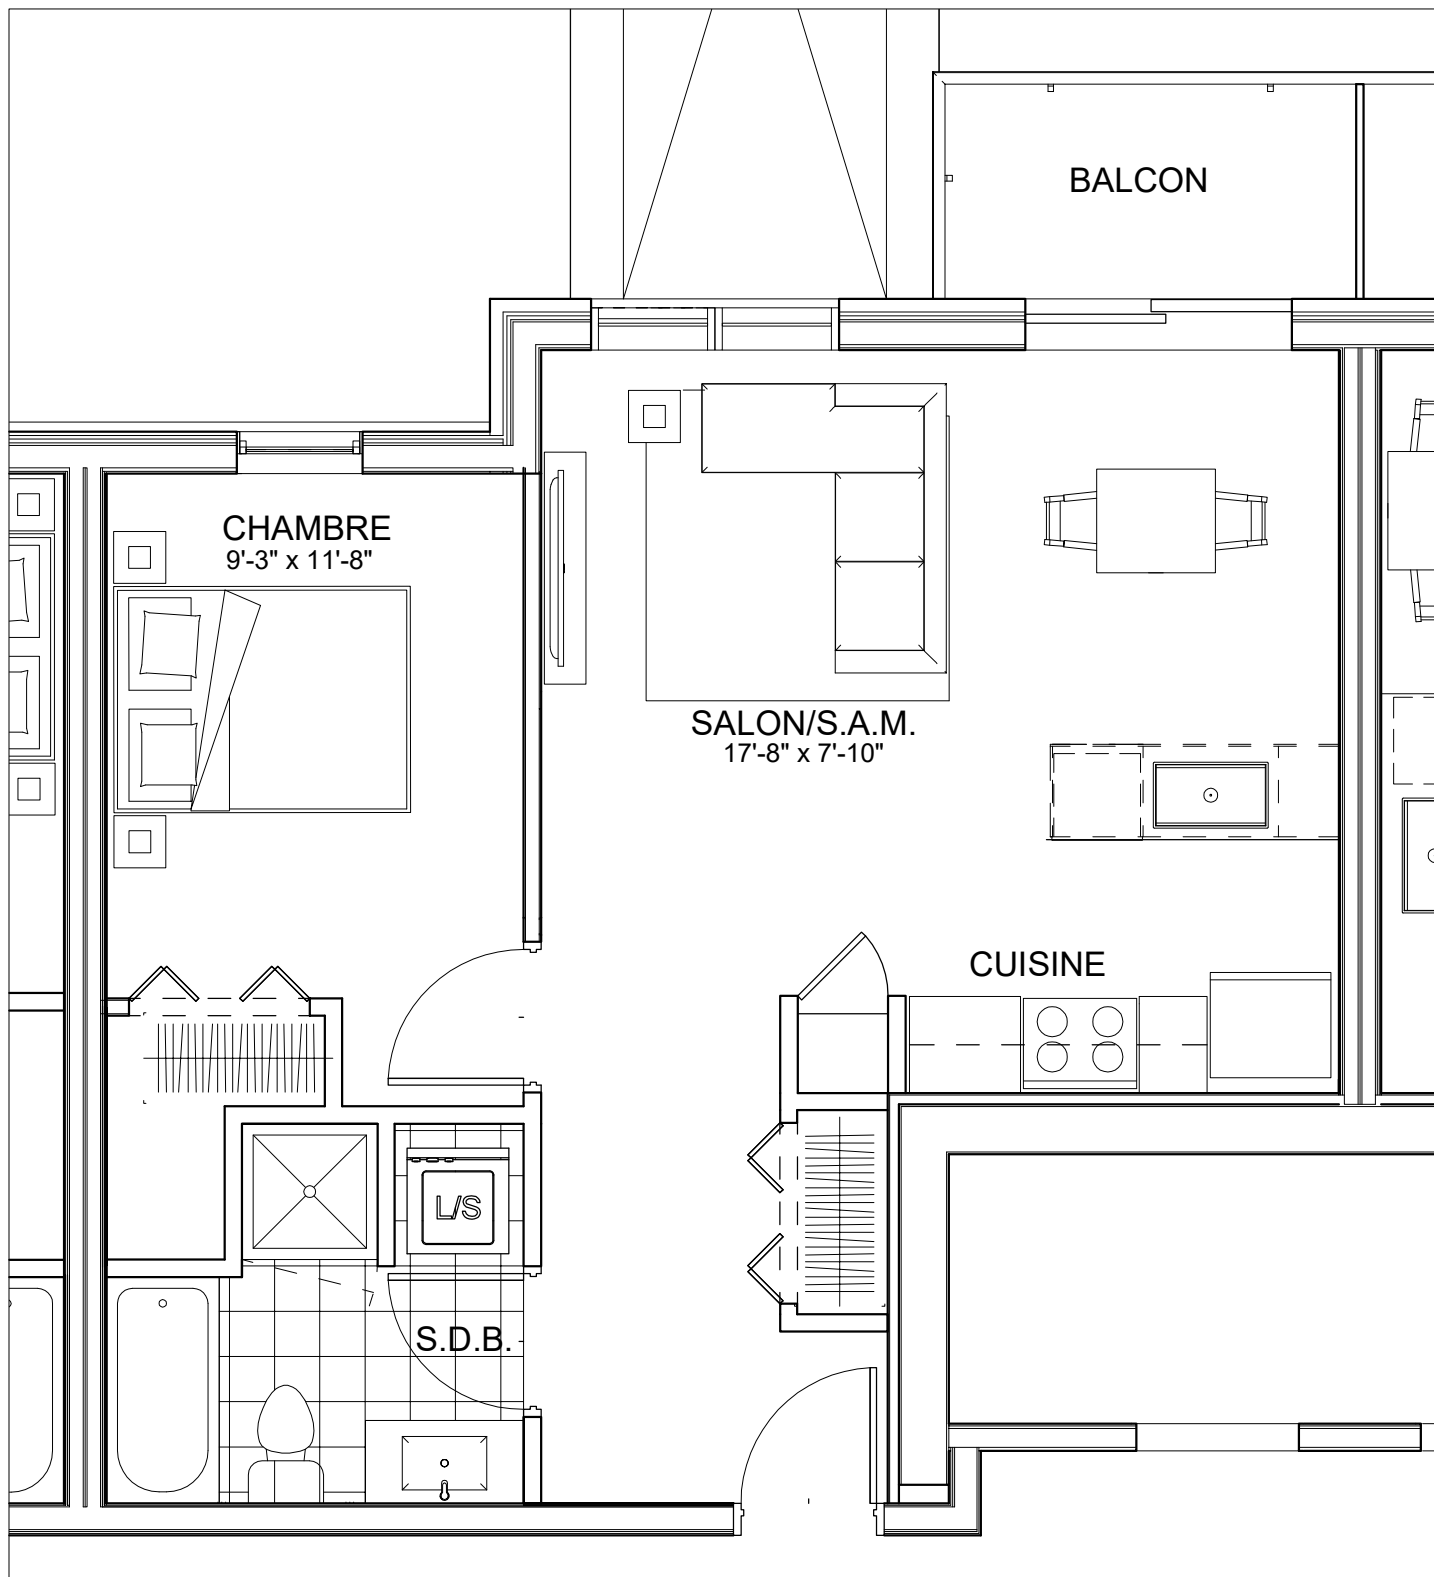 BALCON
CHAMBRE
9'-3" x 11'-8"
SALON/S.A.M.
17'-8" x 7'-10"
CUISINE
L/S
S.D.B.